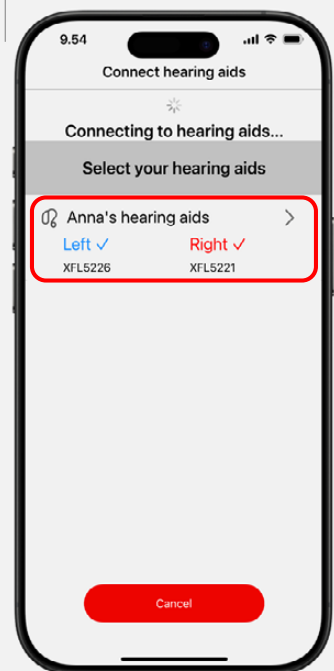 9.54
Connect hearing aids
Connecting to hearing aids...
Select your hearing aids
Anna's hearing aids
Left ✓ Right ✓
XFL5226 XFL5221
Cancel